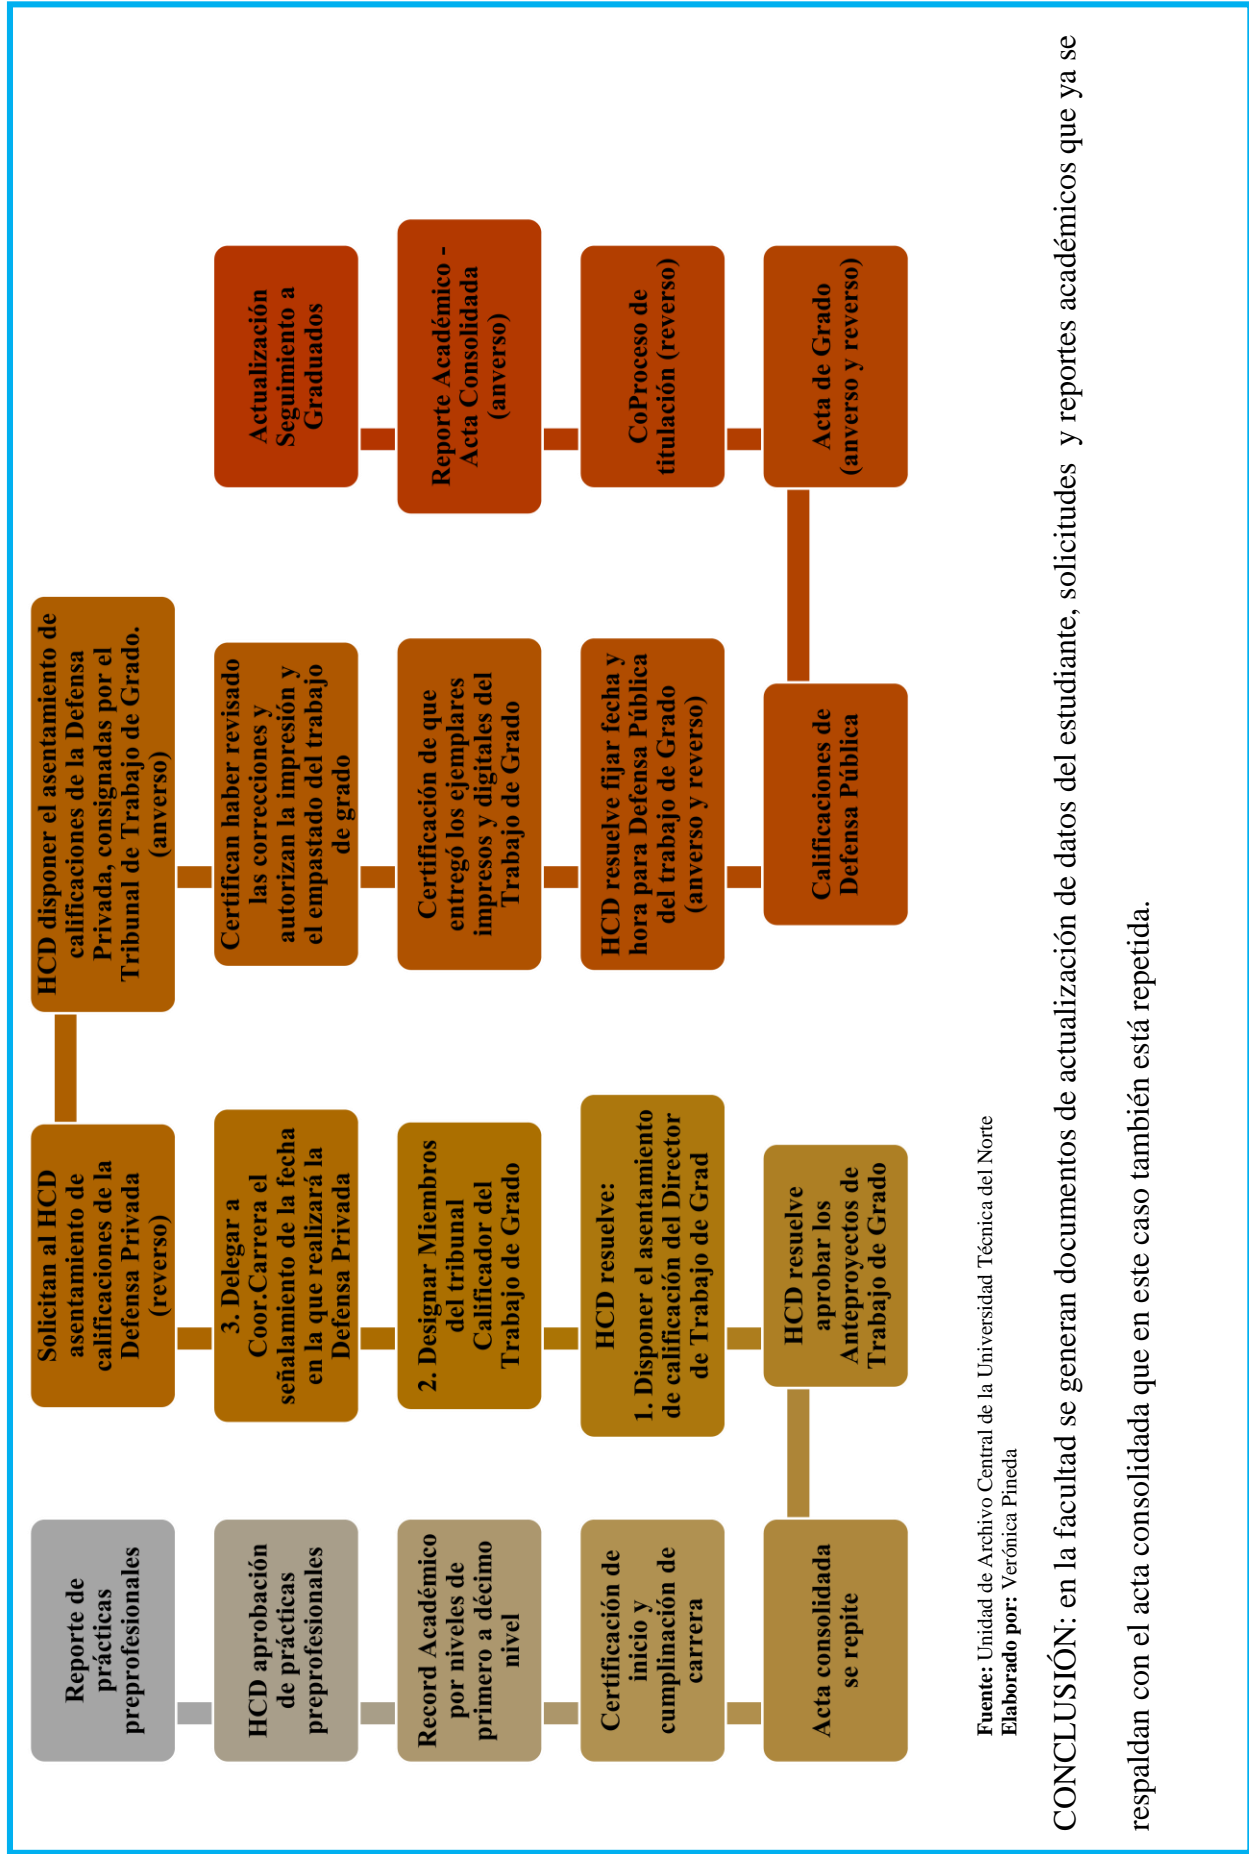 Reporte de
prácticas
preprofesionales
HCD aprobación
de prácticas
preprofesionales
Record Académico
por niveles de
primero a décimo
nivel
Certificación de
inicio y
cumplinación de
carrera
Acta consolidada
se repite
HCD resuelve
aprobar los
Anteproyectos de
Trabajo de Grado
HCD resuelve:
1. Disponer el asentamiento
de calificación del Director
de Trabajo de Grad
2. Designar Miembros
del tribunal
Calificador del
Trabajo de Grado
3. Delegar a
Coor.Carrera el
señalamiento de la fecha
en la que realizará la
Defensa Privada
Solicitan al HCD
asentamiento de
calificaciones de la
Defensa Privada
(reverso)
HCD disponer el asentamiento de
calificaciones de la Defensa
Privada, consignadas por el
Tribunal de Trabajo de Grado.
(anverso)
Certifican haber revisado
las correcciones y
autorizan la impresión y
el empastado del trabajo
de grado
Certificación de que
entregó los ejemplares
impresos y digitales del
Trabajo de Grado
HCD resuelve fijar fecha y
hora para Defensa Pública
del trabajo de Grado
(anverso y reverso)
Calificaciones de
Defensa Pública
Acta de Grado
(anverso y reverso)
CoProceso de
titulación (reverso)
Reporte Académico -
Acta Consolidada
(anverso)
Actualización
Seguimiento a
Graduados
Fuente: Unidad de Archivo Central de la Universidad Técnica del Norte
Elaborado por: Verónica Pineda
CONCLUSIÓN: en la facultad se generan documentos de actualización de datos del estudiante, solicitudes y reportes académicos que ya se
respaldan con el acta consolidada que en este caso también está repetida.